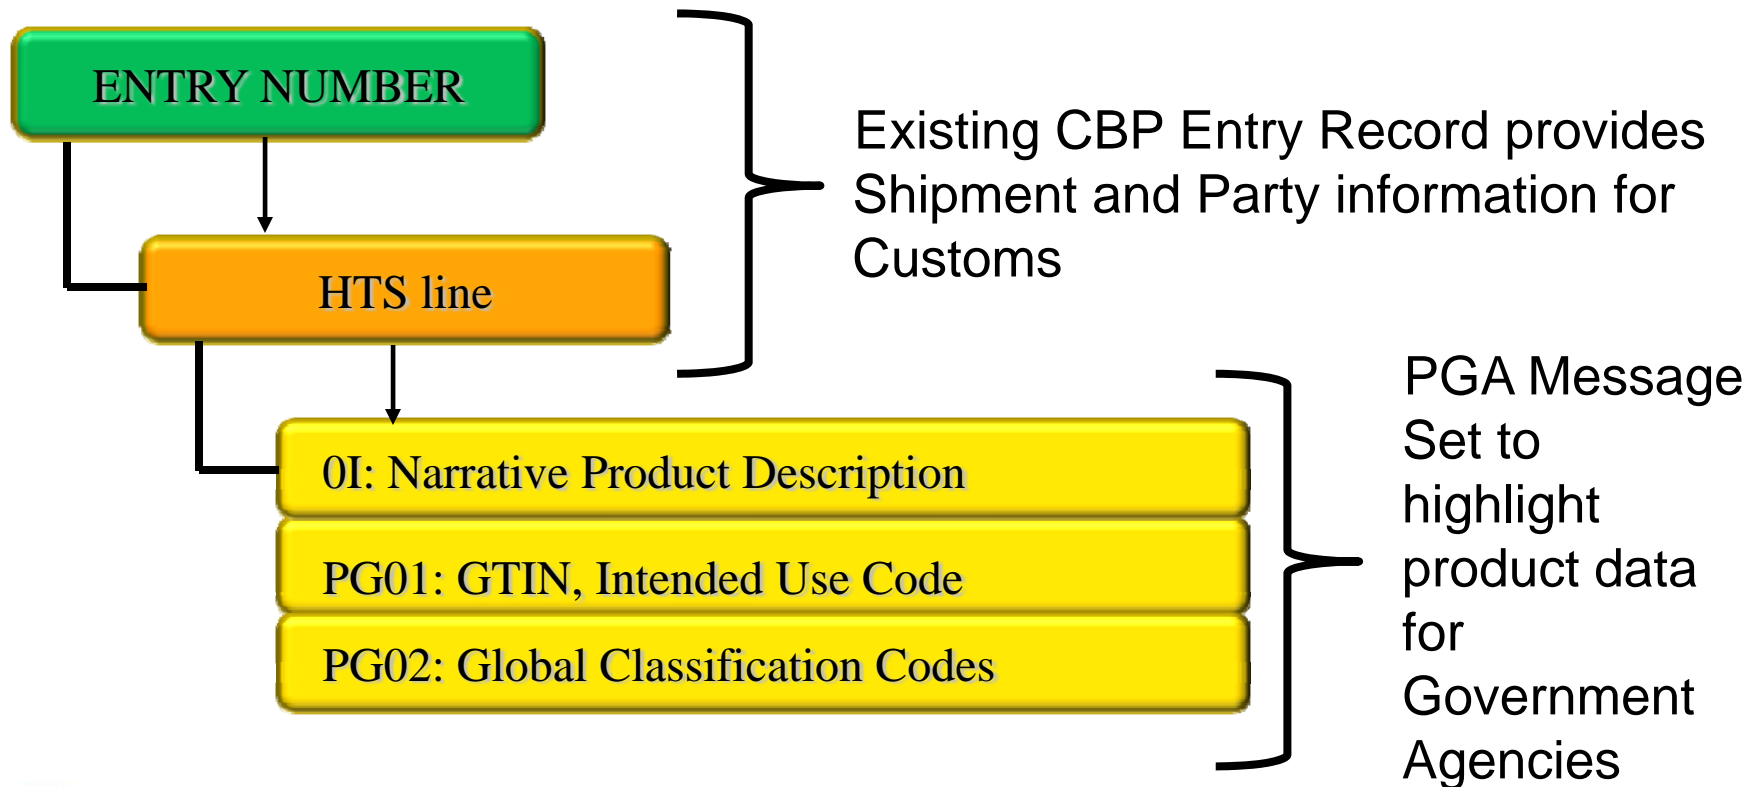 ENTRY NUMBER
Existing CBP Entry Record provides
Shipment and Party information for
Customs
HTS line
0I: Narrative Product Description
PG01: GTIN, Intended Use Code
PG02: Global Classification Codes
PGA Message
Set to
highlight
product data
for
Government
Agencies